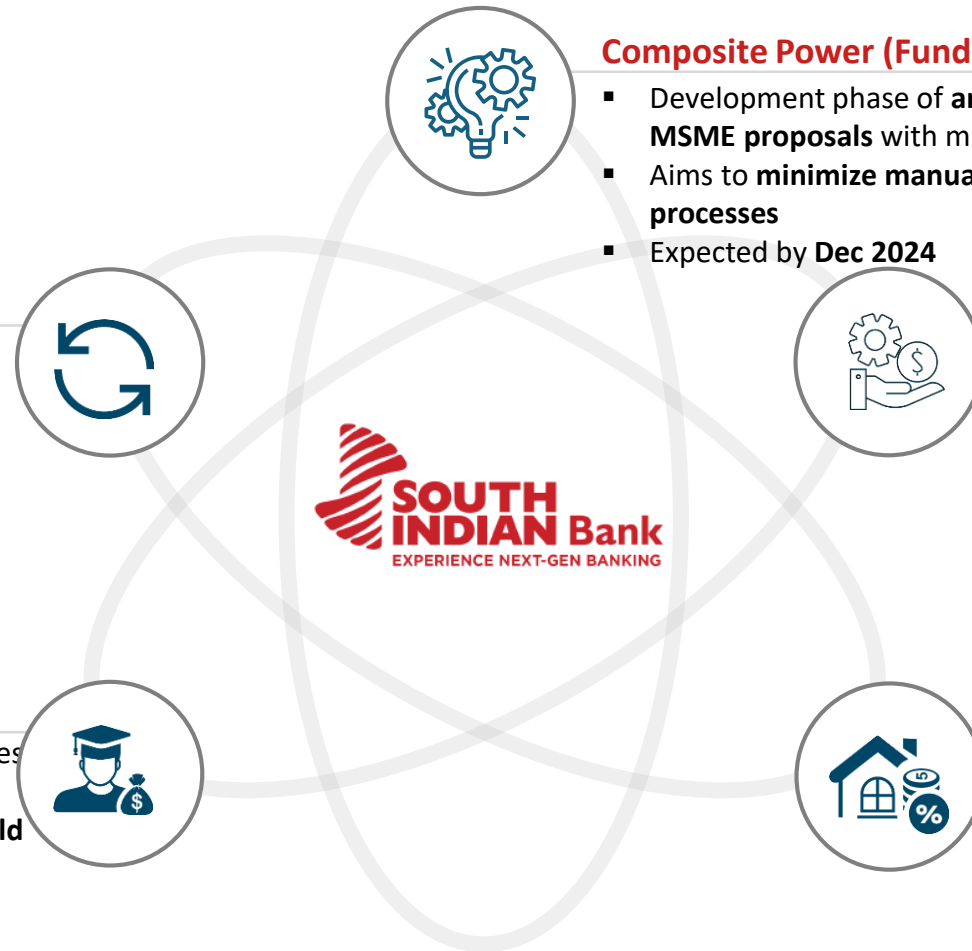 Composite Power (Fund
▪ Development phase of
MSME proposals with
▪ Aims to minimize
processes
▪ Expected by Dec 2024
$
SOUTH
INDIAN Bank
EXPERIENCE NEXT-GEN BANKING
$
5
%